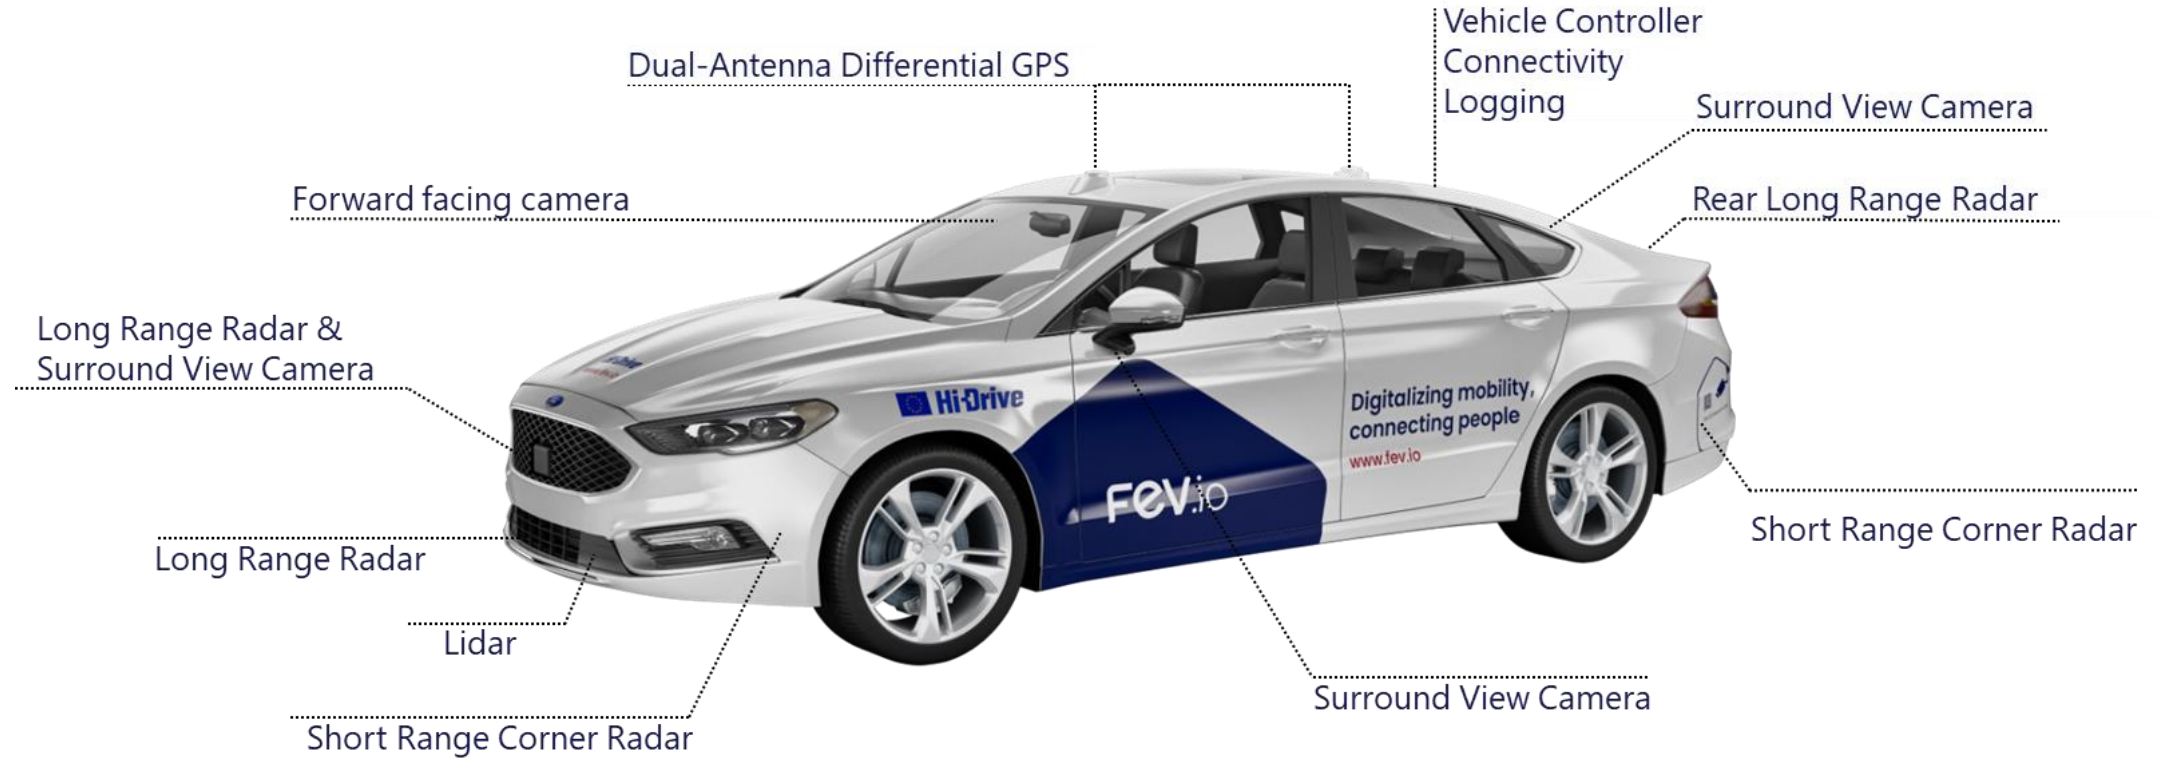 Vehicle Controller
Connectivity
Logging
Dual-Antenna Differential GPS
Surround View Camera
Forward facing camera
Rear Long Range Radar
Long Range Radar &
Surround View Camera
Hi-Drive
Digitalizing mobility,
connecting people
www.fev.io
FEV.io
Short Range Corner Radar
Long Range Radar
Lidar
Surround View Camera
Short Range Corner Radar